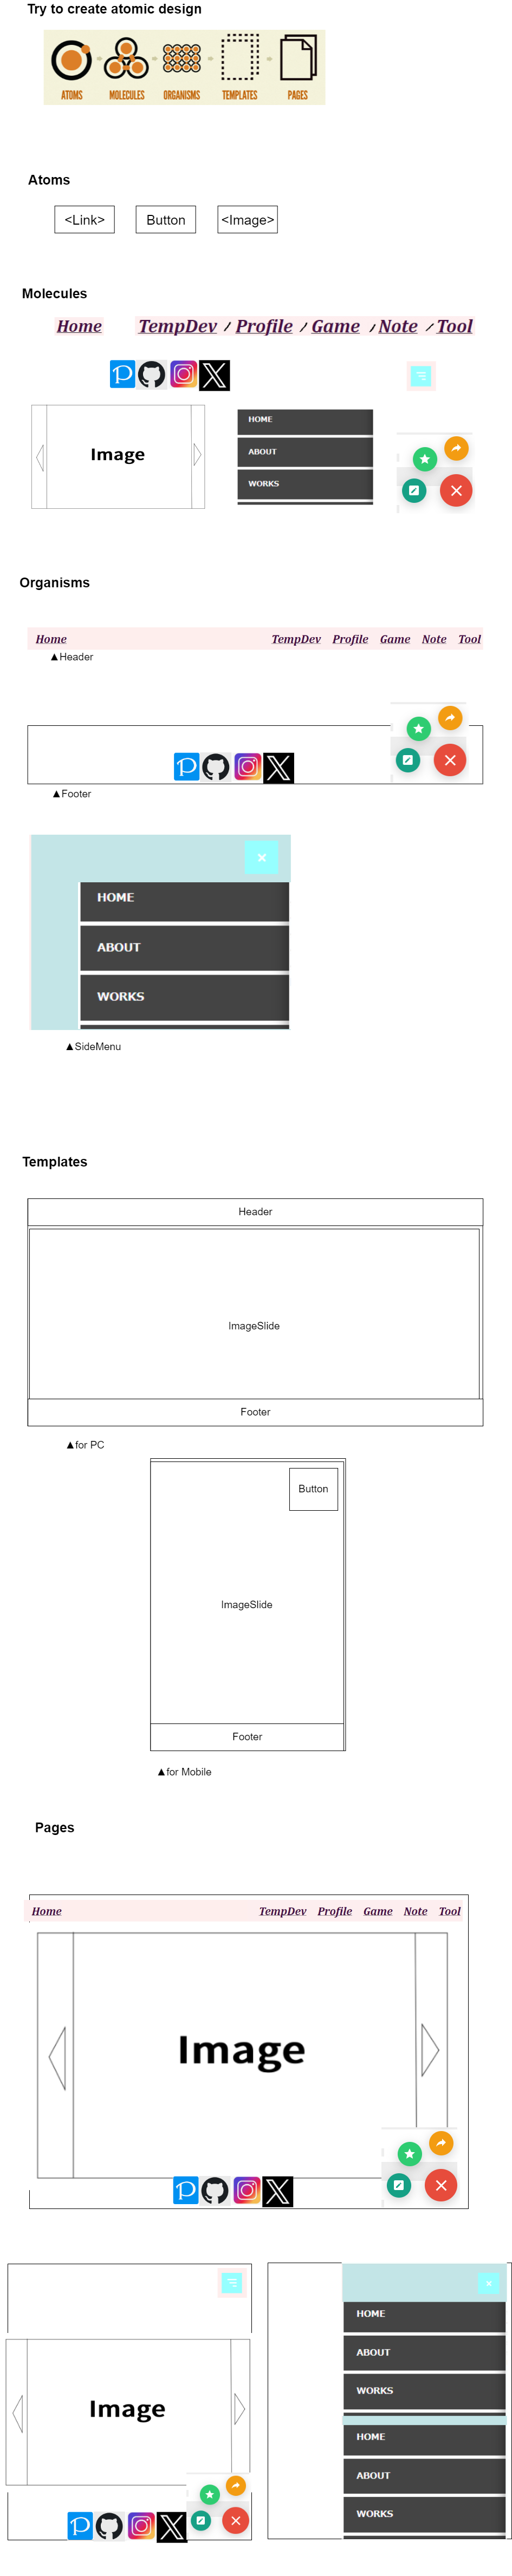 Try to create atomic design
ATOMS MOLECULES ORGANISMS TEMPLATES PAGES
Atoms
<Link> Button <Image>
Molecules
Home TempDev / Profile / Game / Note / Tool
Image
HOME
ABOUT
WORKS
Organisms
Home TempDev Profile Game Note Tool
▲Header
▲Footer
HOME
ABOUT
WORKS
▲SideMenu
Templates
Header
ImageSlide
Footer
▲for PC
Button
ImageSlide
Footer
▲for Mobile
Pages
Home TempDev Profile Game Note Tool
Image
Image
HOME
ABOUT
WORKS
HOME
ABOUT
WORKS